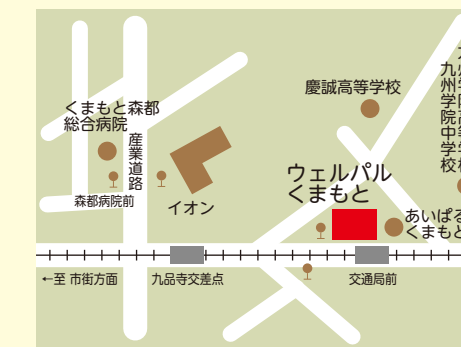 慶誠高等学校
九州学院中学校
くまもと森都
総合病院
産業道路
森都病院前
イオン
ウェルパル
くまもと
あいぱる
くまもと
←至 市街方面
九品寺交差点
交通局前